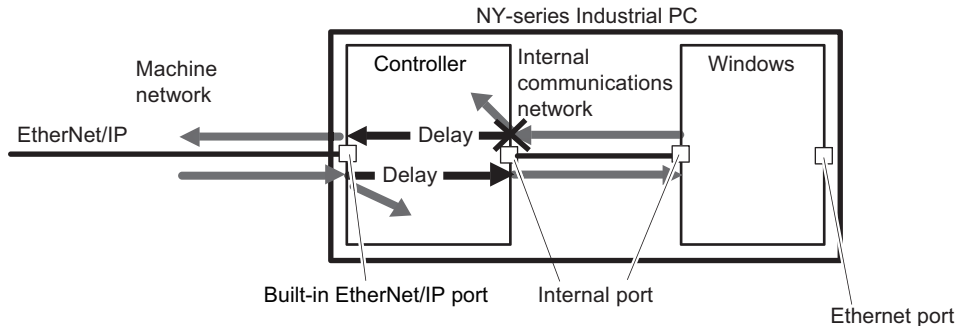 NY-series Industrial PC
Machine
network
Controller
Internal
communications
network
Windows
EtherNet/IP
Delay
Delay
Built-in EtherNet/IP port
Internal port
Ethernet port